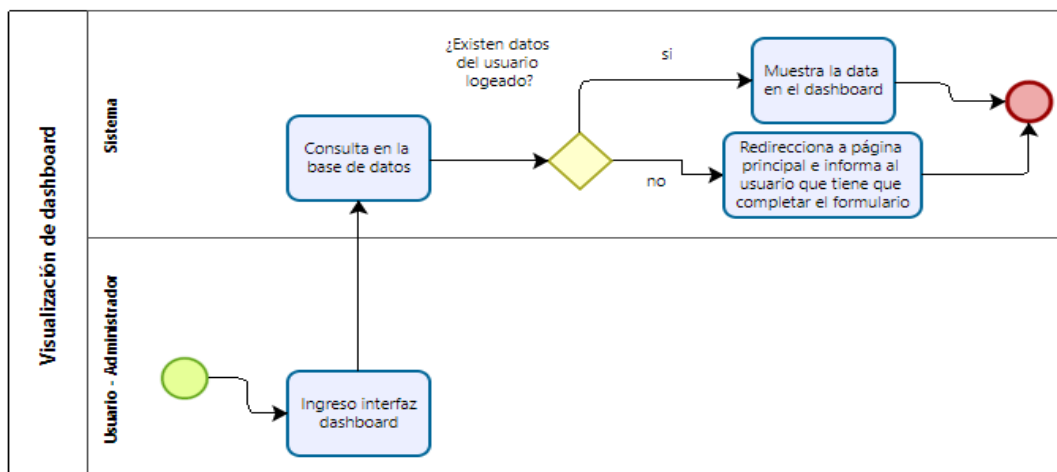 Visualización de dashboard
Sistema
¿Existen datos
del usuario
logeado?
si
Muestra la data
en el dashboard
Consulta en la
base de datos
no
Redirecciona a página
principal e informa al
usuario que tiene que
completar el formulario
Usuario - Administrador
Ingreso interfaz
dashboard